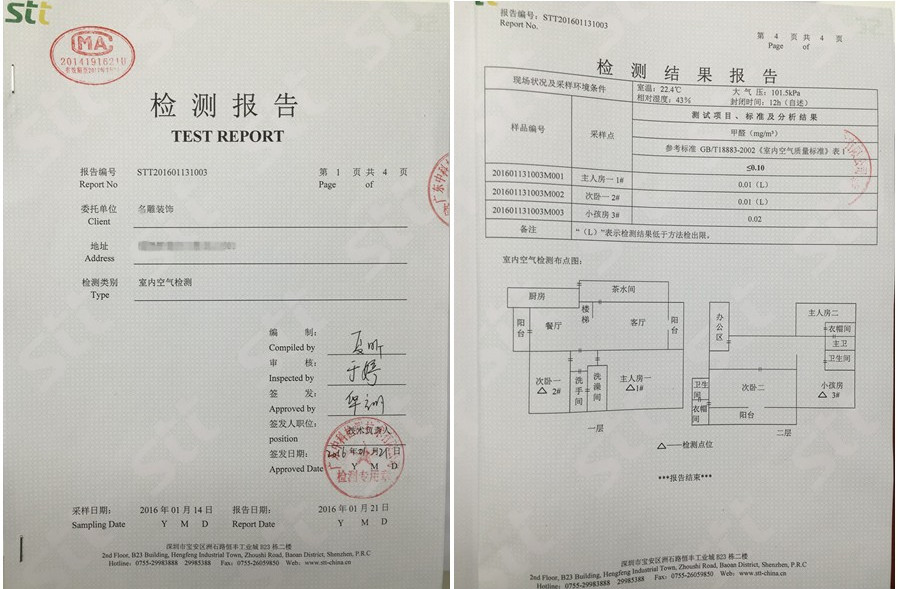 stt
MA
2014191621U
检测报告
TEST REPORT
报告编号 STT201601131003 第 1 页 共 4 页
Report No Page of
委托单位 名雕装饰
Client
地址
Address
检测类别 室内空气检测
Type
编 制:
Compiled by
审 核:
Inspected by
签 发:
Approved by
签发人职位: 技术负责人
position
签发日期: 2016 年 01 月 21 日
Approved Date Y M D
检测专用章
采样日期: 2016 年 01 月 14 日 报告日期: 2016 年 01 月 21 日
Sampling Date Y M D Report Date Y M D
深圳市宝安区洲石路恒丰工业城 B23 栋二楼
2nd Floor, B23 Building, Hengfeng Industrial Town, Zhoushi Road, Baoan District, Shenzhen, P.R.C
Hotline: 0755-29983888 29985388 Fax: 0755-26059850 Web: www.stt-china.cn
报告编号: STT201601131003
Report No.
第 4 页 共 4 页
Page of
检测结果报告
现场状况及采样环境条件 室温: 22.4℃ 大 气 压: 101.5kPa
相对湿度: 43% 封闭时间: 12h (自述)
样品编号 采样点 测试项目、标准及分析结果
甲醛 (mg/m³)
参考标准 GB/T18883-2002《室内空气质量标准》表 1
≤0.10
201601131003M001 主人房一 1# 0.01 (L)
201601131003M002 次卧一 2# 0.01 (L)
201601131003M003 小孩房 3# 0.02
备注 “(L)”表示检测结果低于方法检出限。
室内空气检测布点图:
厨房 茶水间
阳台 餐厅 楼梯 客厅 阳台
次卧一 △ 2# 洗手间 洗澡间 主人房一 △1#
一层
办公区 主人房二
衣帽间
主卫
卫生间
卫生间 次卧二 小孩房 △ 3#
衣帽间 阳台
二层
△——检测点位
***报告结束***
深圳市宝安区洲石路恒丰工业城 B23 栋二楼
2nd Floor, B23 Building, Hengfeng Industrial Town, Zhoushi Road, Baoan District, Shenzhen, P.R.C
Hotline: 0755-29983888 29985388 Fax: 0755-26059850 Web: www.stt-china.cn